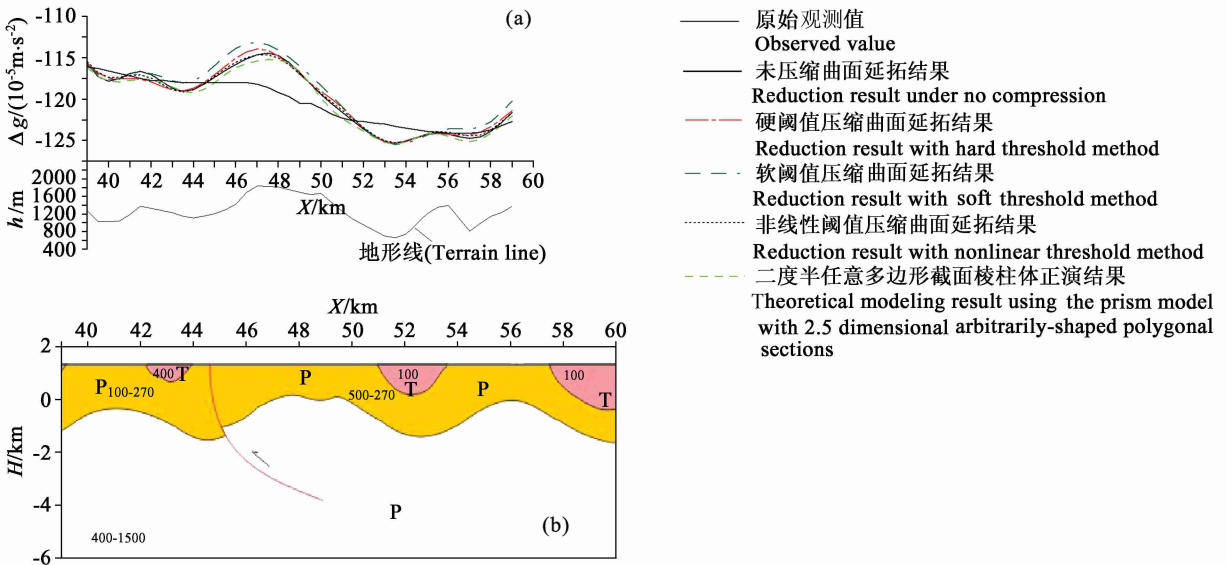 (a)
Δg/(10⁻⁵m·s⁻²)
-110
-115
-120
-125
40 42 44 46 48 50 52 54 56 58 60
X/km
h/m
2000
1600
1200
800
400
地形线(Terrain line)
X/km
40 42 44 46 48 50 52 54 56 58 60
H/km
2
0
-2
-4
-6
P100-270
400 T
P
500-270
100
T
P
100
T
P
400-1500
(b)
原始观测值
Observed value
未压缩曲面延拓结果
Reduction result under no compression
硬阈值压缩曲面延拓结果
Reduction result with hard threshold method
软阈值压缩曲面延拓结果
Reduction result with soft threshold method
非线性阈值压缩曲面延拓结果
Reduction result with nonlinear threshold method
二度半任意多边形截面棱柱体正演结果
Theoretical modeling result using the prism model
with 2.5 dimensional arbitrarily-shaped polygonal
sections